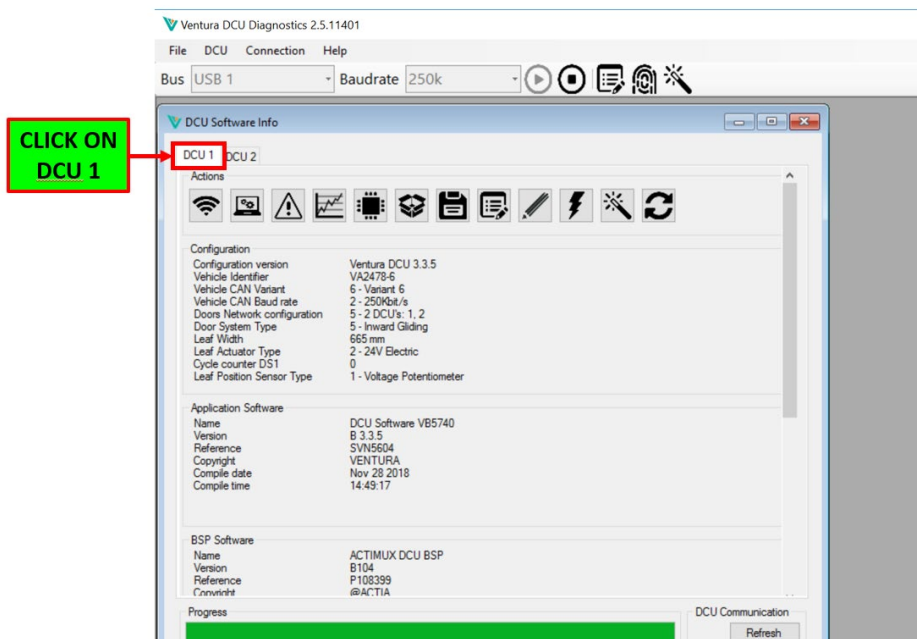 Ventura DCU Diagnostics 2.5.11401
File DCU Connection Help
Bus USB 1 Baudrate 250k
DCU Software Info
CLICK ON
DCU 1
DCU 1 DCU 2
Actions
Configuration
Configuration version Ventura DCU 3.3.5
Vehicle Identifier VA2478-6
Vehicle CAN Variant 6 - Variant 6
Vehicle CAN Baud rate 2 - 250Kbit/s
Doors Network configuration 5 - 2 DCU's: 1, 2
Door System Type 5 - Inward Gliding
Leaf Width 665 mm
Leaf Actuator Type 2 - 24V Electric
Cycle counter DS1 0
Leaf Position Sensor Type 1 - Voltage Potentiometer
Application Software
Name DCU Software VB5740
Version B 3.3.5
Reference SVN5604
Copyright VENTURA
Compile date Nov 28 2018
Compile time 14:49:17
BSP Software
Name ACTIMUX DCU BSP
Version B104
Reference P108399
Copyright @ACTIA
Progress DCU Communication
Refresh